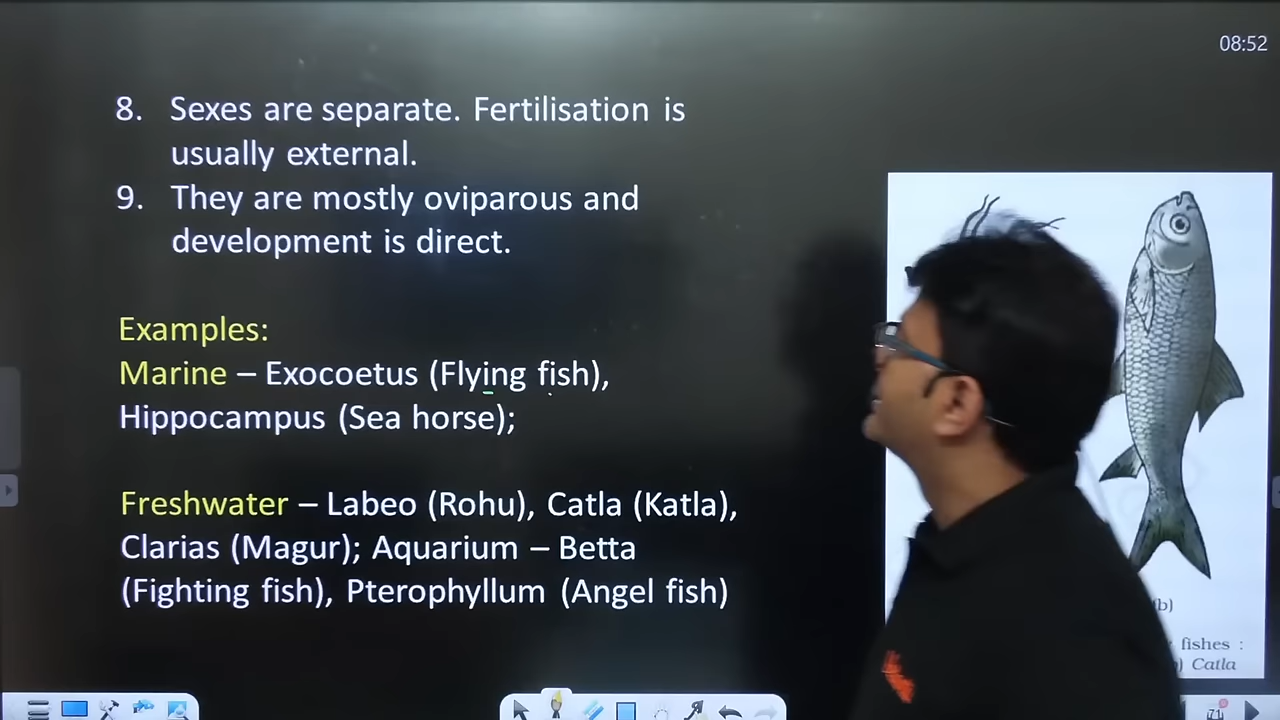 08:52
8. Sexes are separate. Fertilisation is
usually external.
9. They are mostly oviparous and
development is direct.
Examples:
Marine – Exocoetus (Flying fish),
Hippocampus (Sea horse);
Freshwater – Labeo (Rohu), Catla (Katla),
Clarias (Magur); Aquarium – Betta
(Fighting fish), Pterophyllum (Angel fish)
(b)
fishes :
) Catla
71